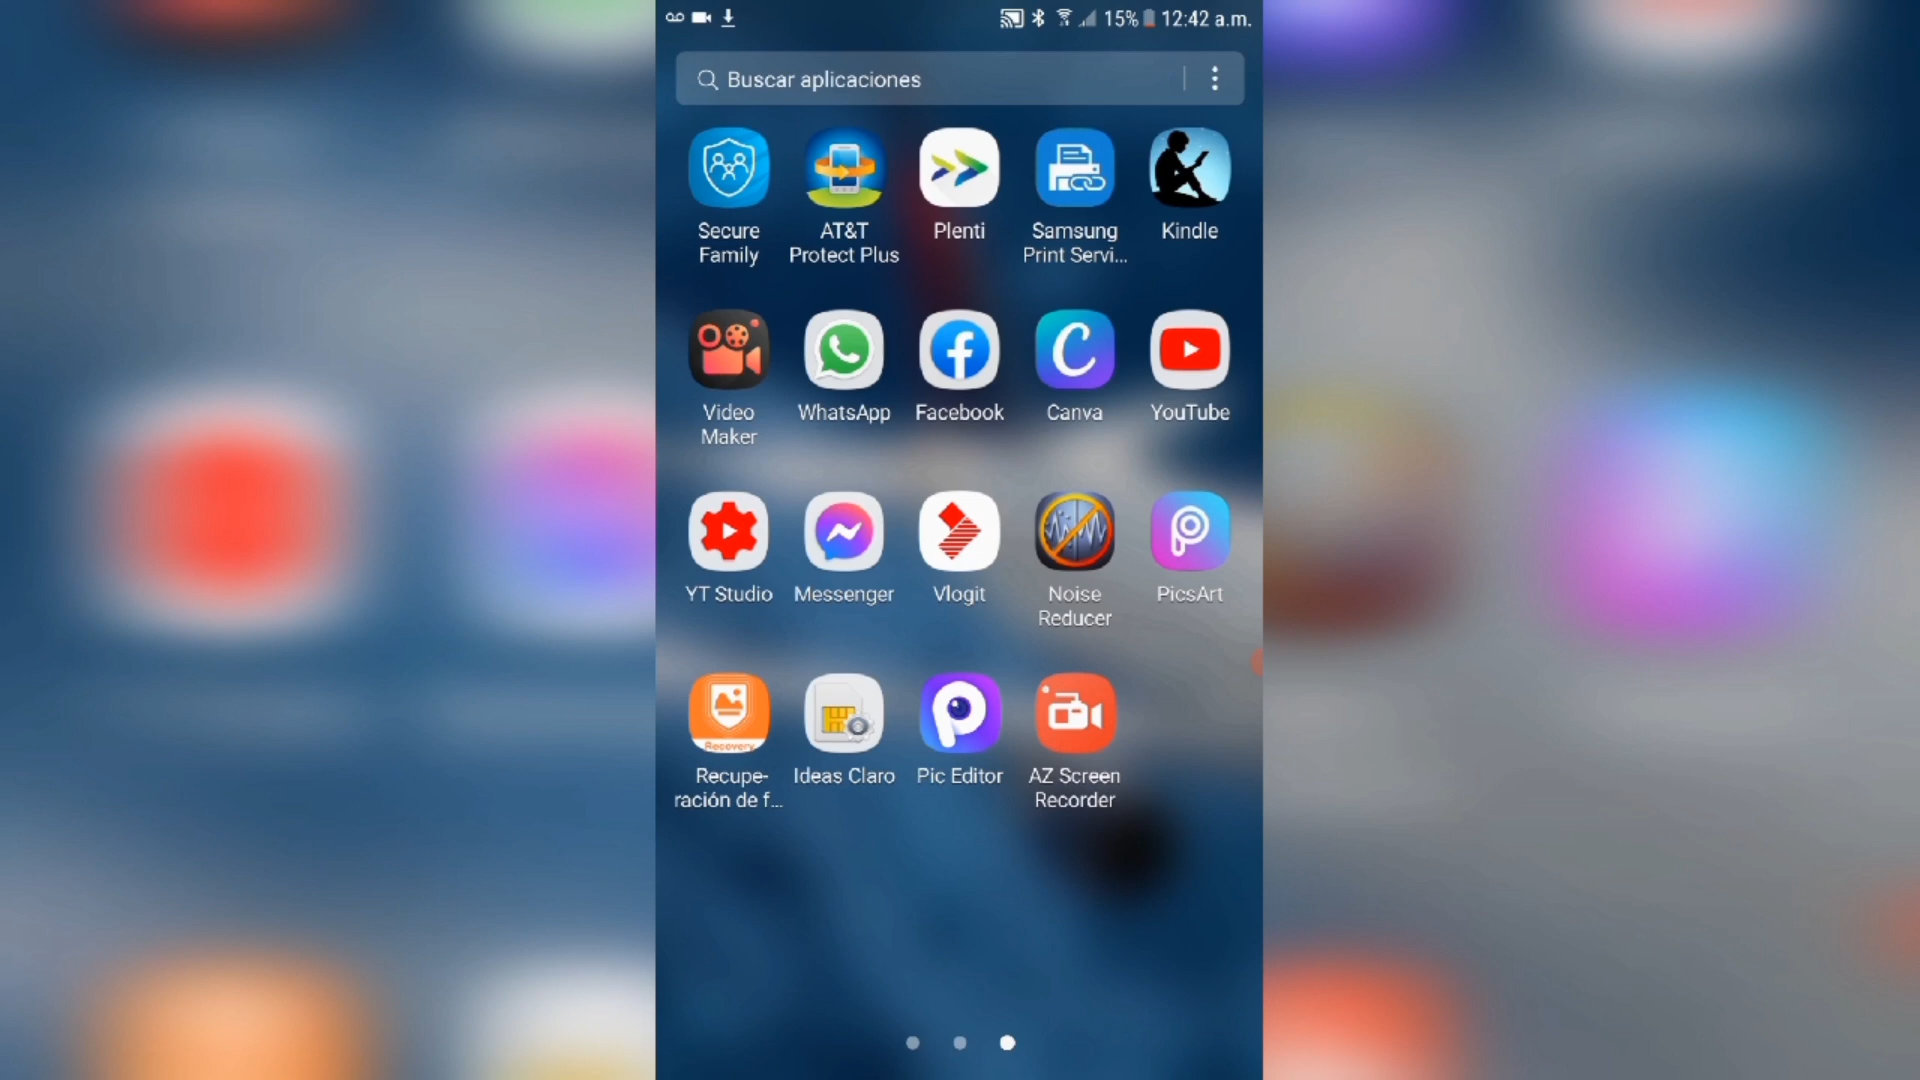 15% 12:42 a.m.
Buscar aplicaciones
Secure
Family
AT&T
Protect Plus
Plenti
Samsung
Print Servi...
Kindle
Video
Maker
WhatsApp
Facebook
Canva
YouTube
YT Studio
Messenger
Vlogit
Noise
Reducer
PicsArt
Recovery
Recupe-
ración de f...
Ideas Claro
Pic Editor
AZ Screen
Recorder